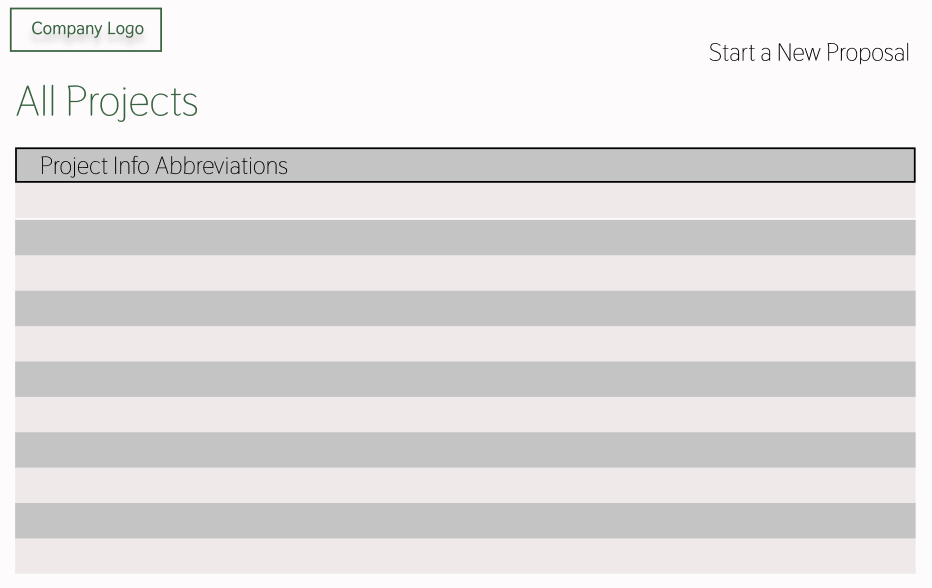 Company Logo
Start a New Proposal
All Projects
Project Info Abbreviations